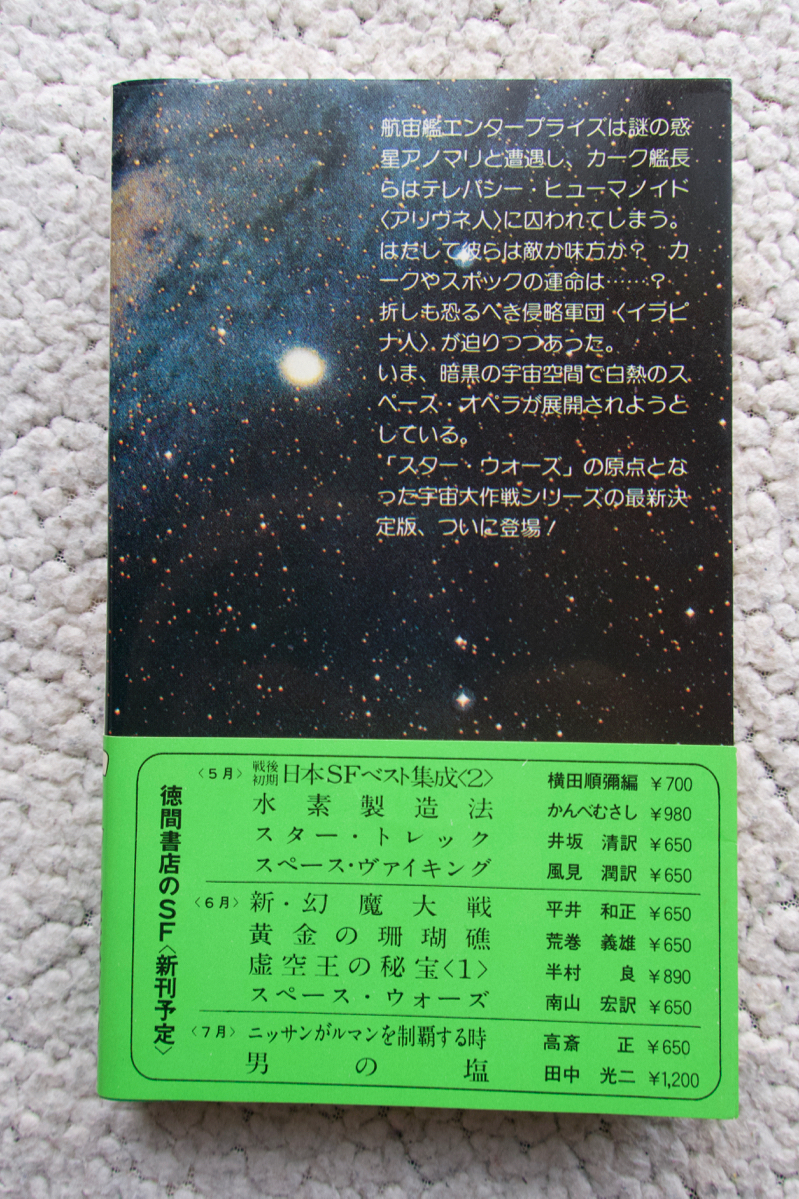 航宙艦エンタープライズは謎の惑
星アノマリと遭遇し、カーク艦長
らはテレパシー・ヒューマノイド
〈アリヴネ人〉に囚われてしまう。
はたして彼らは敵か味方か？　カ
ークやスポックの運命は……？
折しも恐るべき侵略軍団〈イラピ
ナ人〉が迫りつつあった。
いま、暗黒の宇宙空間で白熱のス
ペース・オペラが展開されようと
している。
「スター・ウォーズ」の原点とな
った宇宙大作戦シリーズの最新決
定版、ついに登場！
徳間書店のSF〈新刊予定〉
〈5月〉 戦後初期 日本SFベスト集成〈2〉 横田順彌編 ¥700
水素製造法 かんべむさし ¥980
スター・トレック 井坂 清訳 ¥650
スペース・ヴァイキング 風見 潤訳 ¥650
〈6月〉 新・幻魔大戦 平井 和正 ¥650
黄金の珊瑚礁 荒巻 義雄 ¥650
虚空王の秘宝〈1〉 半村 良 ¥890
スペース・ウォーズ 南山 宏訳 ¥650
〈7月〉 ニッサンがルマンを制覇する時 高斎 正 ¥650
男の塩 田中 光二 ¥1,200